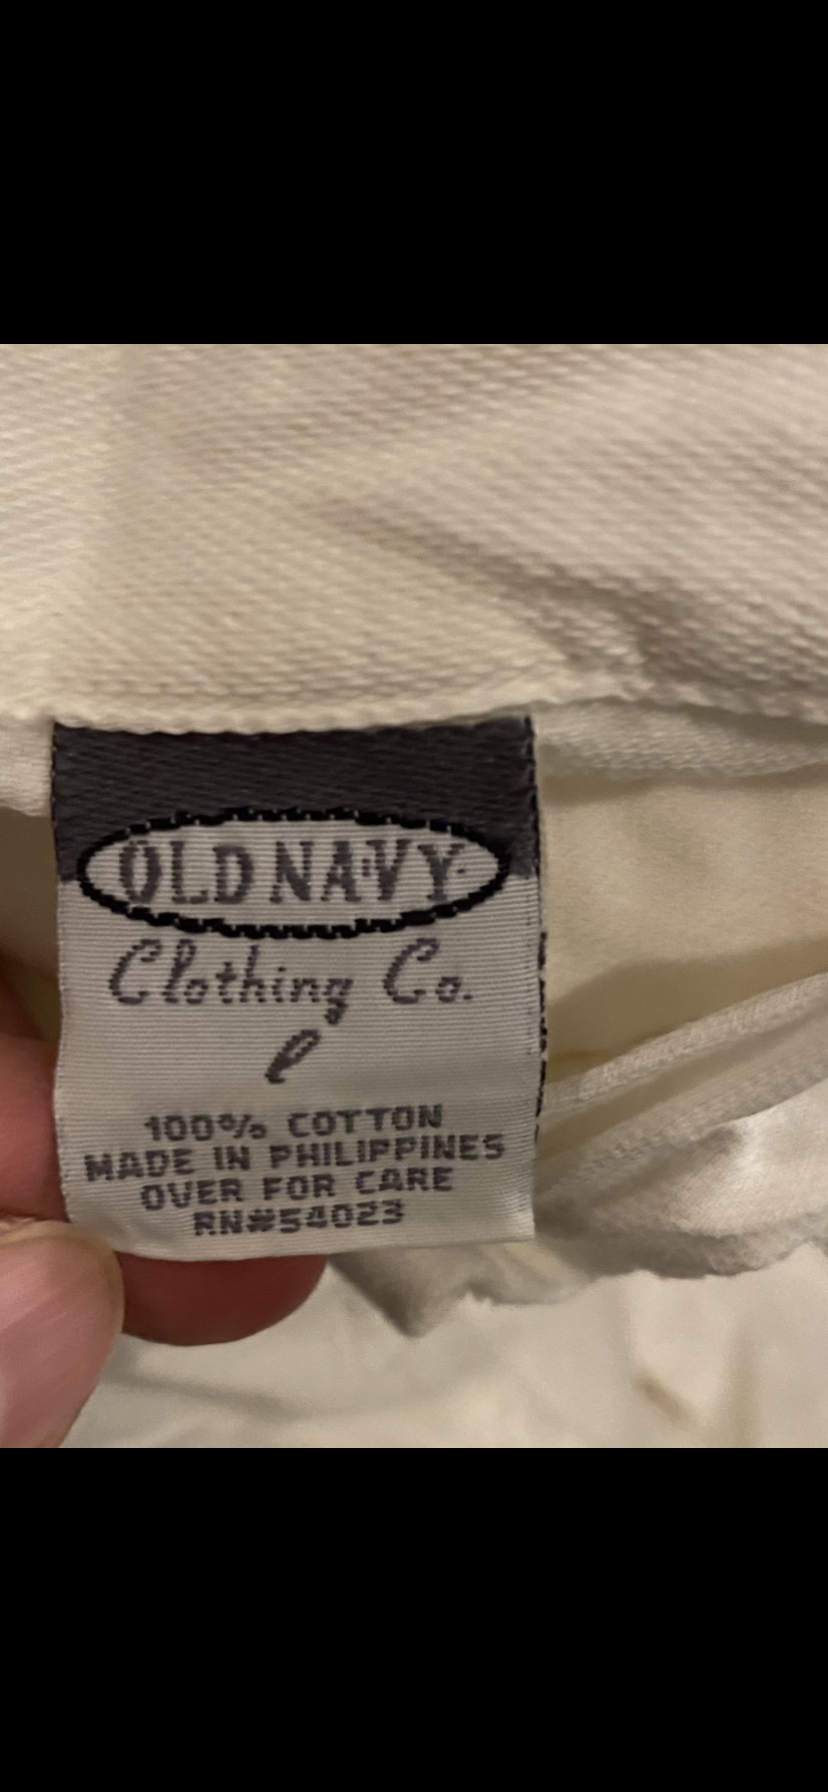 OLD NAVY
Clothing Co.
l
100% COTTON
MADE IN PHILIPPINES
OVER FOR CARE
RN#54023